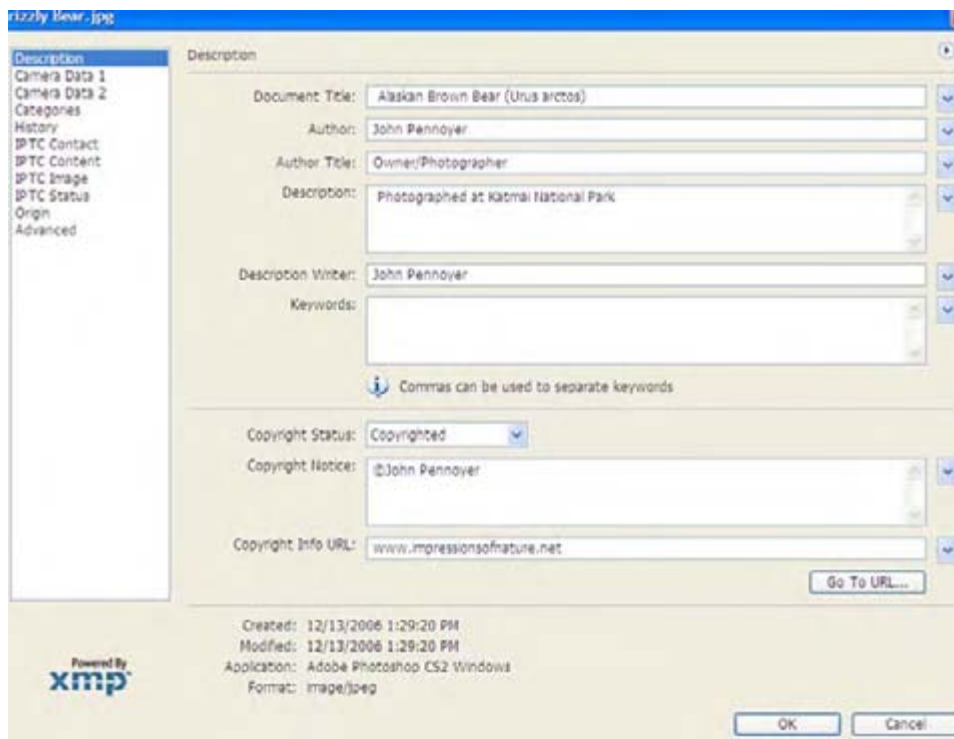 rizzly Bear.jpg
Description
Camera Data 1
Camera Data 2
Categories
History
IPTC Contact
IPTC Content
IPTC Image
IPTC Status
Origin
Advanced
Description
Document Title: Alaskan Brown Bear (Urus arctos)
Author: John Pennoyer
Author Title: Owner/Photographer
Description: Photographed at Katmai National Park
Description Writer: John Pennoyer
Keywords:
Commas can be used to separate keywords
Copyright Status: Copyrighted
Copyright Notice: ©John Pennoyer
Copyright Info URL: www.impressionsofnature.net
Go To URL...
Created: 12/13/2006 1:29:20 PM
Modified: 12/13/2006 1:29:20 PM
Application: Adobe Photoshop CS2 Windows
Format: image/jpeg
Powered By
xmp
OK
Cancel